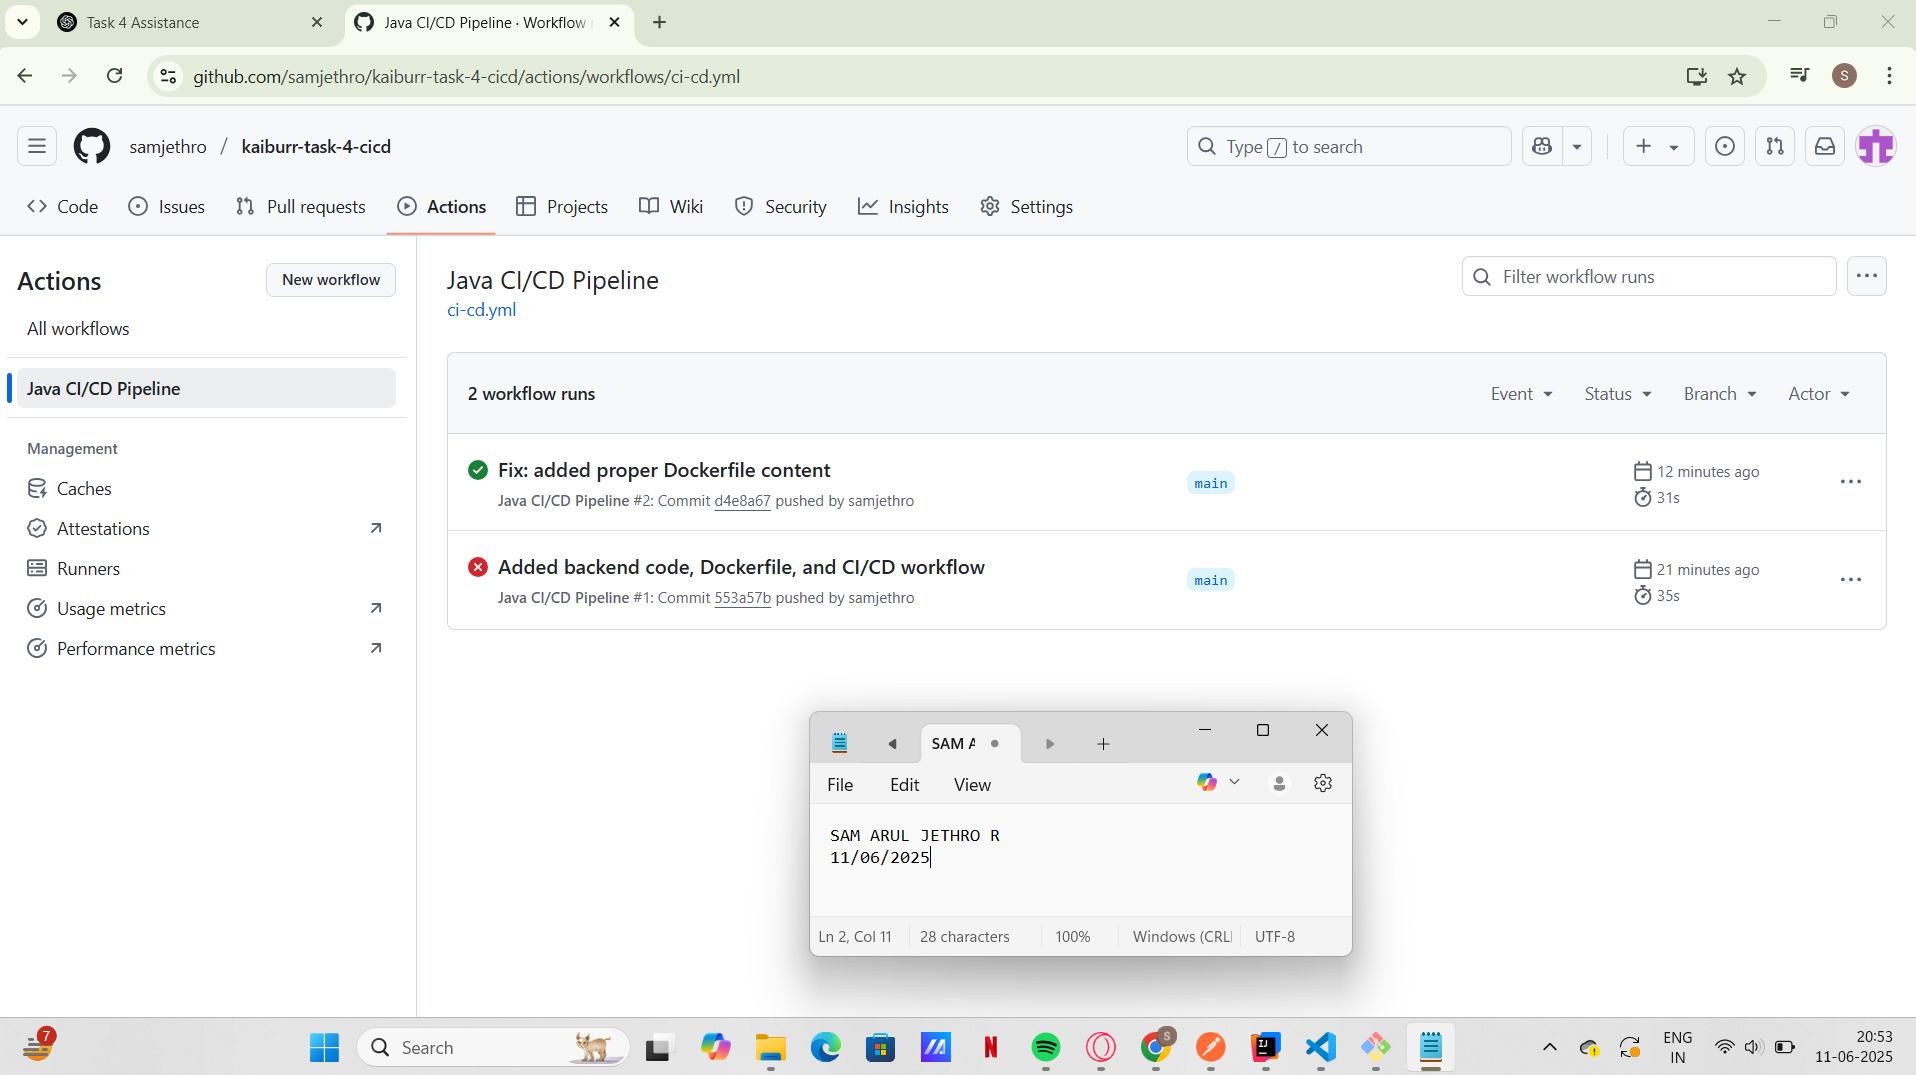 Task 4 Assistance
Java CI/CD Pipeline · Workflow
github.com/samjethro/kaiburr-task-4-cicd/actions/workflows/ci-cd.yml
S
samjethro / kaiburr-task-4-cicd
Type / to search
Code
Issues
Pull requests
Actions
Projects
Wiki
Security
Insights
Settings
Actions
New workflow
All workflows
Java CI/CD Pipeline
Management
Caches
Attestations
Runners
Usage metrics
Performance metrics
Java CI/CD Pipeline
ci-cd.yml
Filter workflow runs
2 workflow runs
Event
Status
Branch
Actor
Fix: added proper Dockerfile content
Java CI/CD Pipeline #2: Commit d4e8a67 pushed by samjethro
main
12 minutes ago
31s
Added backend code, Dockerfile, and CI/CD workflow
Java CI/CD Pipeline #1: Commit 553a57b pushed by samjethro
main
21 minutes ago
35s
SAM A
File
Edit
View
SAM ARUL JETHRO R
11/06/2025
Ln 2, Col 11
28 characters
100%
Windows (CRL
UTF-8
7
Search
N
S
IJ
ENG
IN
20:53
11-06-2025